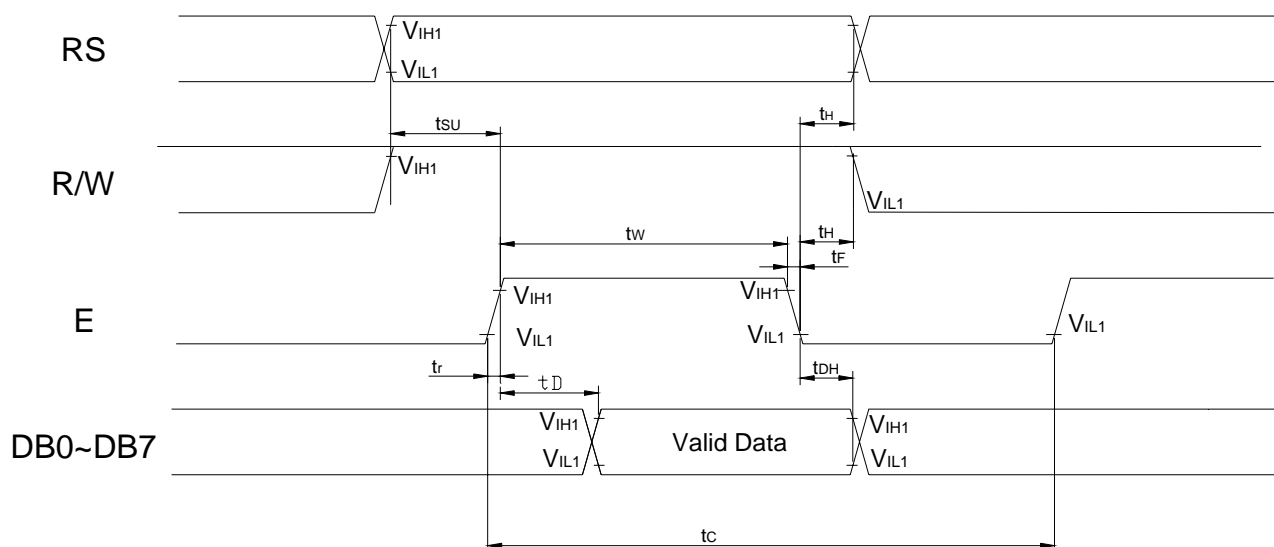 RS
VIH1
VIL1
tSU
tH
R/W
VIH1
VIL1
tW
tH
tF
E
VIH1
VIH1
VIL1
VIL1
VIL1
tr
tD
tDH
DB0~DB7
VIH1
VIL1
Valid Data
VIH1
VIL1
tC